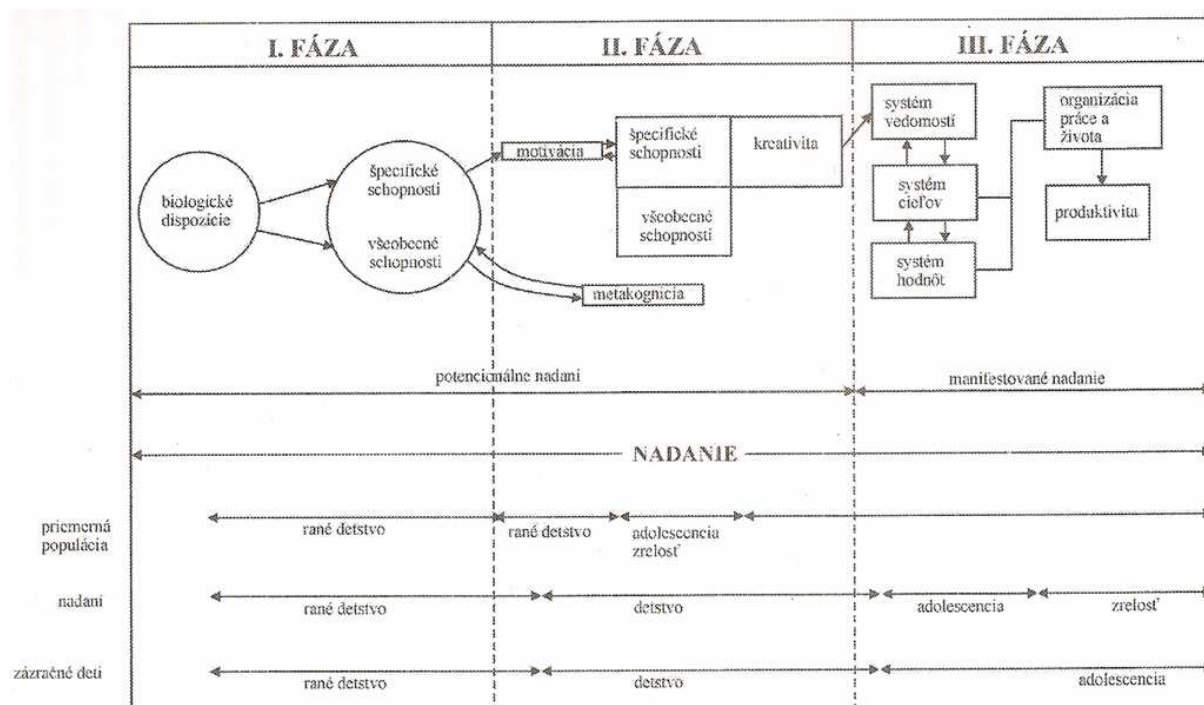 I. FÁZA
II. FÁZA
III. FÁZA
biologické
dispozície
špecifické
schopnosti
všeobecné
schopnosti
motivácia
metakognícia
špecifické
schopnosti
kreativita
všeobecné
schopnosti
systém
vedomostí
systém
cieľov
systém
hodnôt
organizácia
práce a
života
produktivita
potencionálne nadaní
manifestované nadanie
NADANIE
priemerná
populácia
rané detstvo
rané detstvo
adolescencia
zrelosť
nadaní
rané detstvo
detstvo
adolescencia
zrelosť
zázračné deti
rané detstvo
detstvo
adolescencia